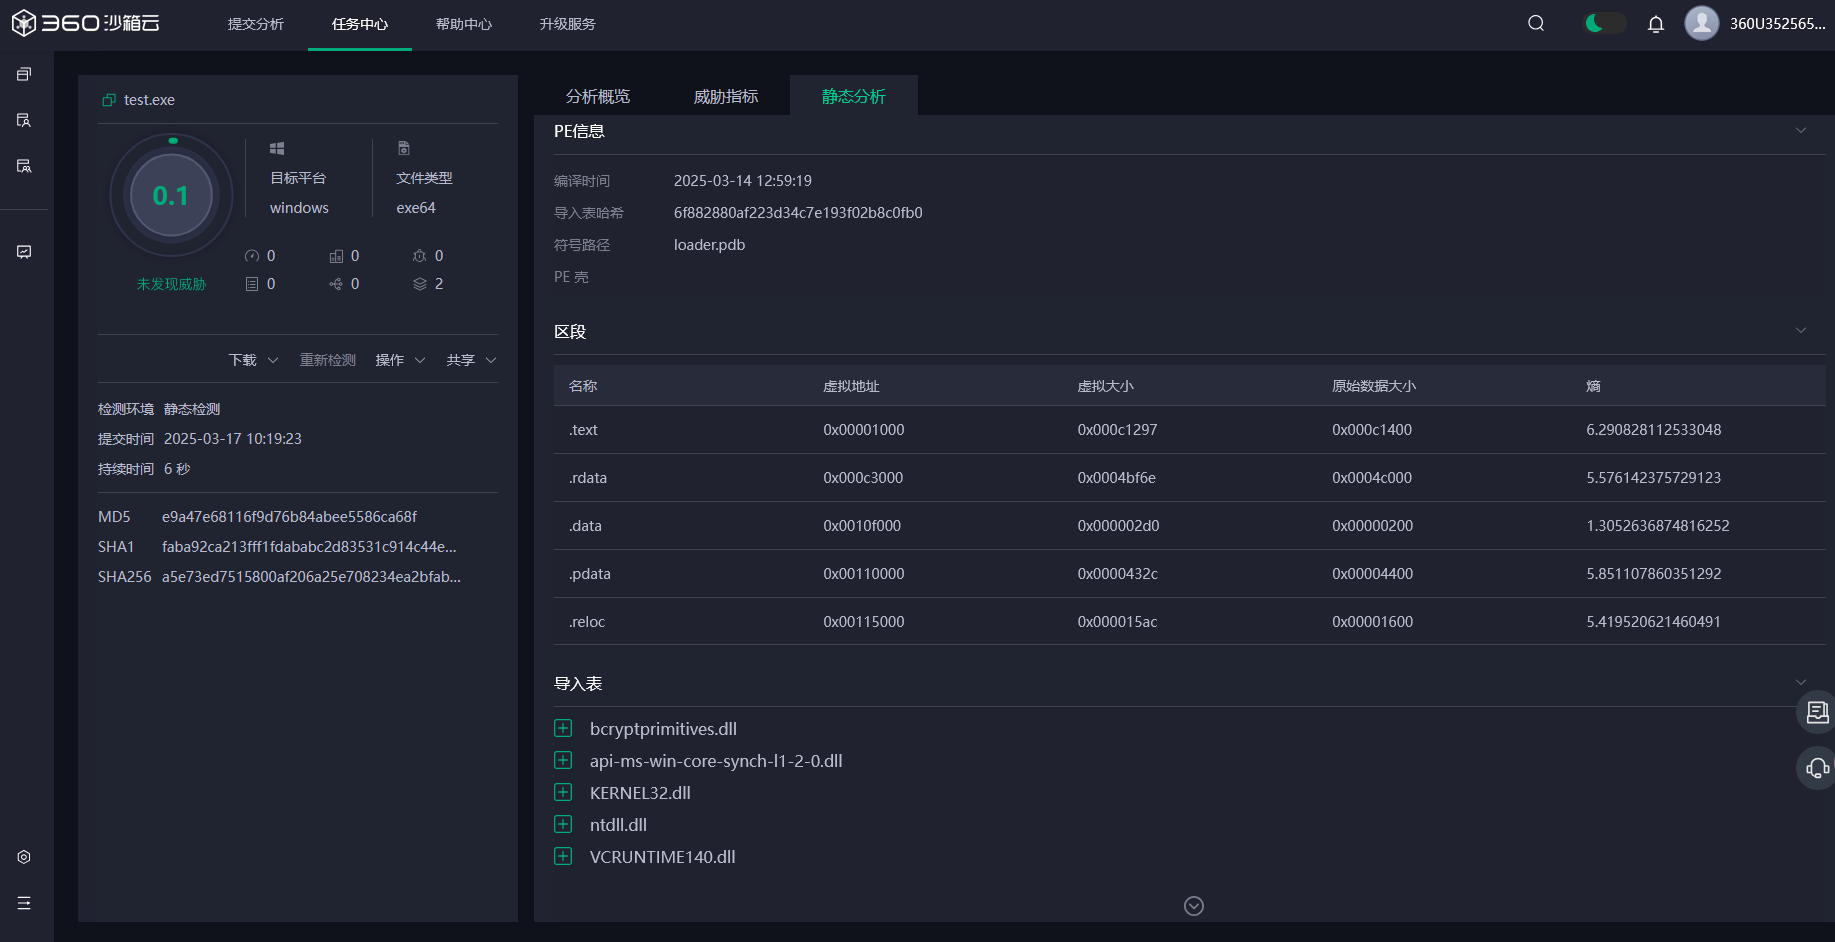 360沙箱云
提交分析
任务中心
帮助中心
升级服务
360U352565...
test.exe
0.1
未发现威胁
目标平台
windows
文件类型
exe64
0
0
0
0
0
2
下载
重新检测
操作
共享
检测环境 静态检测
提交时间 2025-03-17 10:19:23
持续时间 6 秒
MD5 e9a47e68116f9d76b84abee5586ca68f
SHA1 faba92ca213fff1fdababc2d83531c914c44e...
SHA256 a5e73ed7515800af206a25e708234ea2bfab...
分析概览
威胁指标
静态分析
PE信息
编译时间 2025-03-14 12:59:19
导入表哈希 6f882880af223d34c7e193f02b8c0fb0
符号路径 loader.pdb
PE 壳
区段
名称 虚拟地址 虚拟大小 原始数据大小 熵
.text 0x00001000 0x000c1297 0x000c1400 6.290828112533048
.rdata 0x000c3000 0x0004bf6e 0x0004c000 5.576142375729123
.data 0x0010f000 0x000002d0 0x00000200 1.3052636874816252
.pdata 0x00110000 0x0000432c 0x00004400 5.851107860351292
.reloc 0x00115000 0x000015ac 0x00001600 5.419520621460491
导入表
bcryptprimitives.dll
api-ms-win-core-synch-l1-2-0.dll
KERNEL32.dll
ntdll.dll
VCRUNTIME140.dll